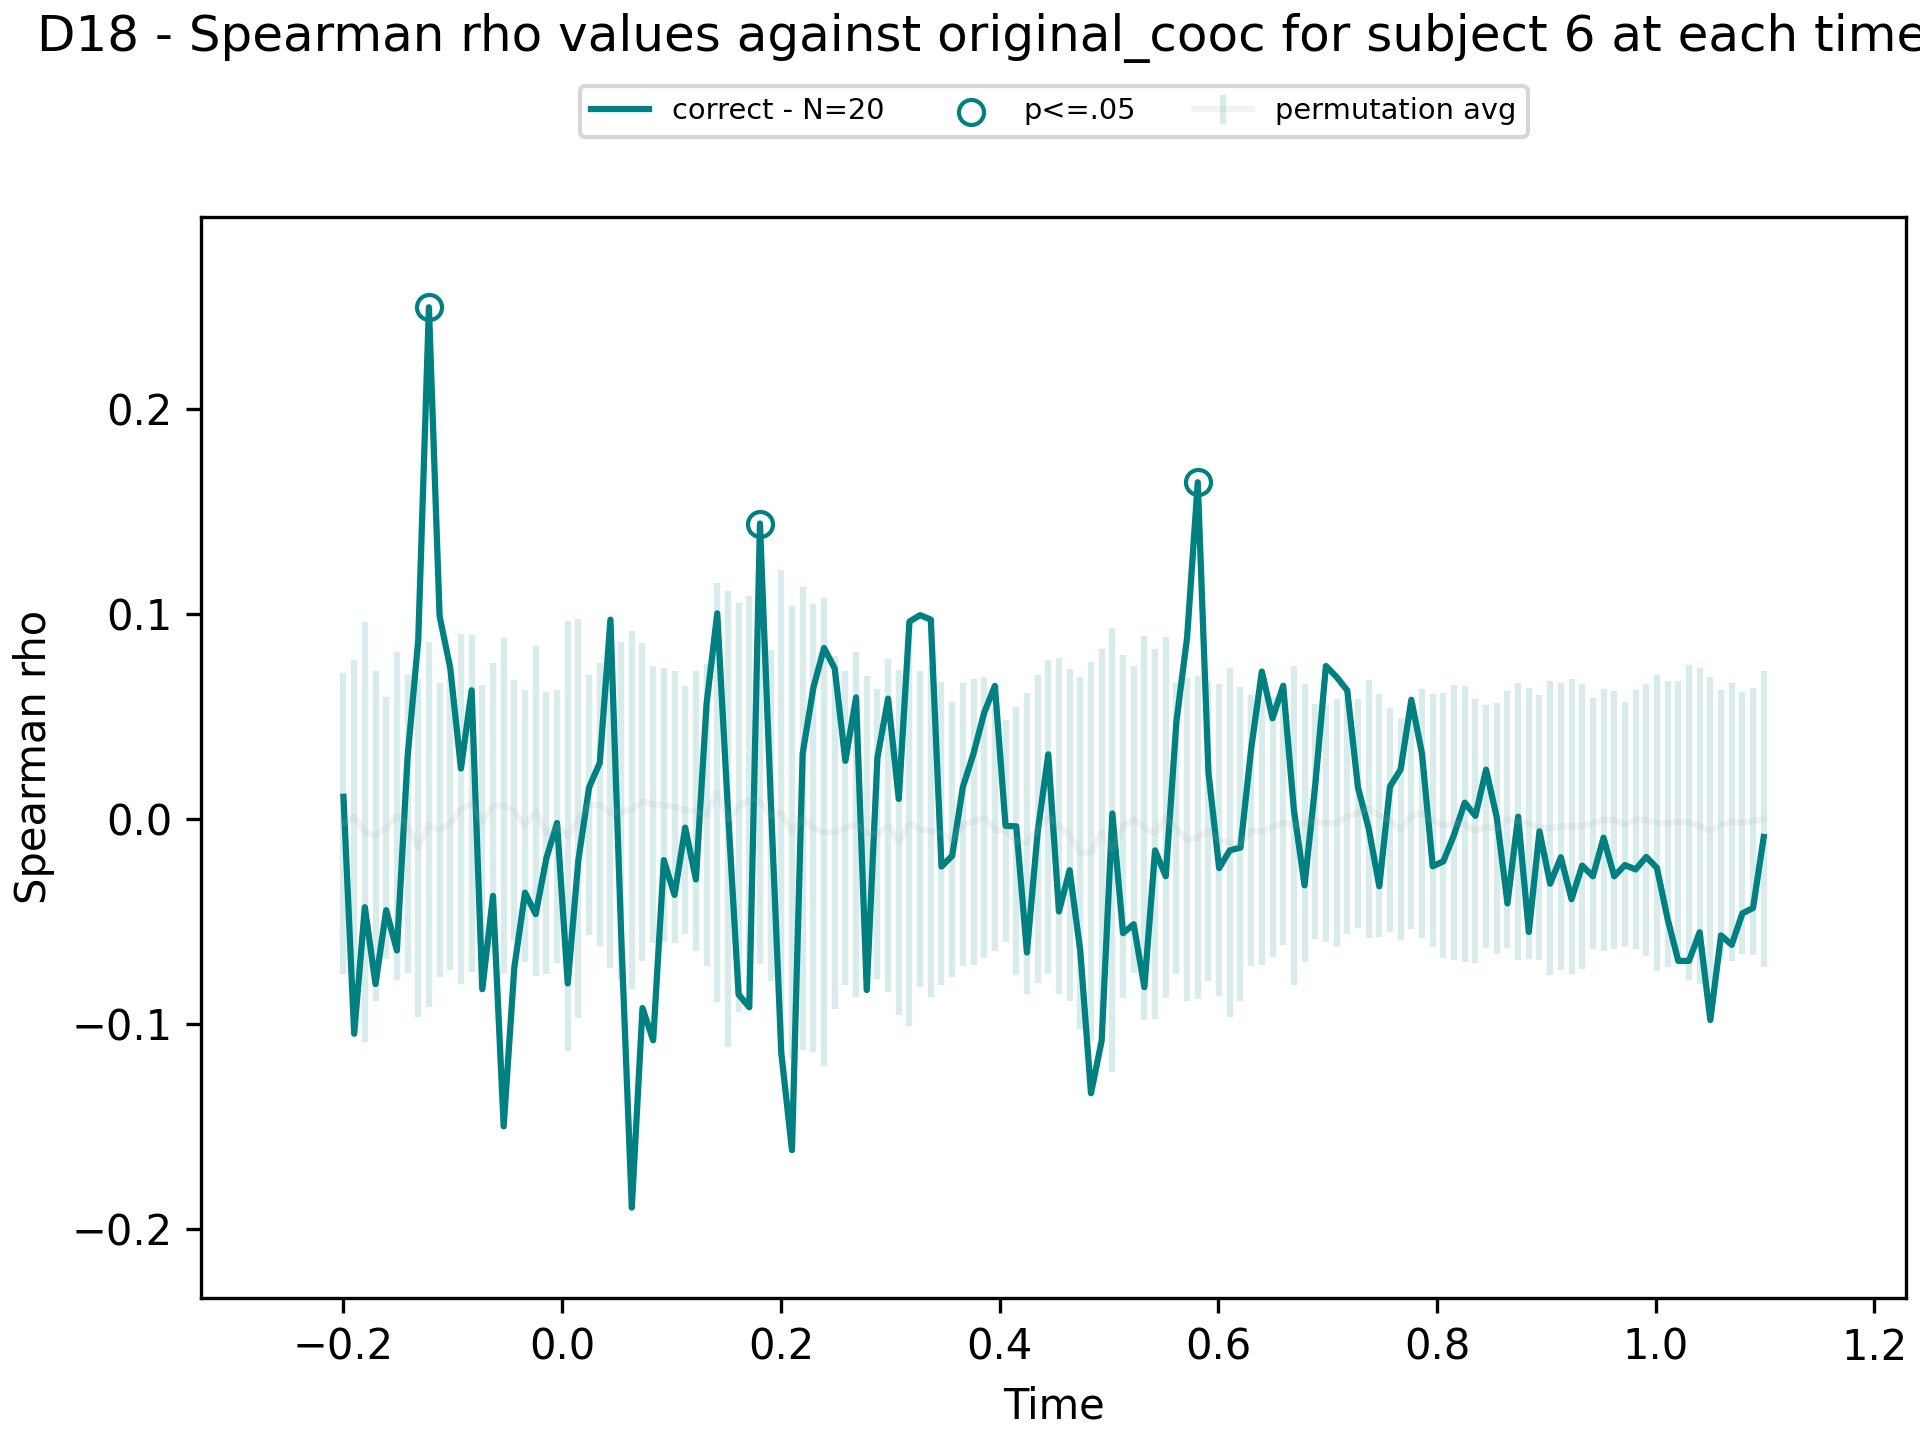 D18 - Spearman rho values against original_cooc for subject 6 at each time
correct - N=20 p<=.05 permutation avg
Spearman rho
0.2
0.1
0.0
−0.1
−0.2
−0.2 0.0 0.2 0.4 0.6 0.8 1.0 1.2
Time